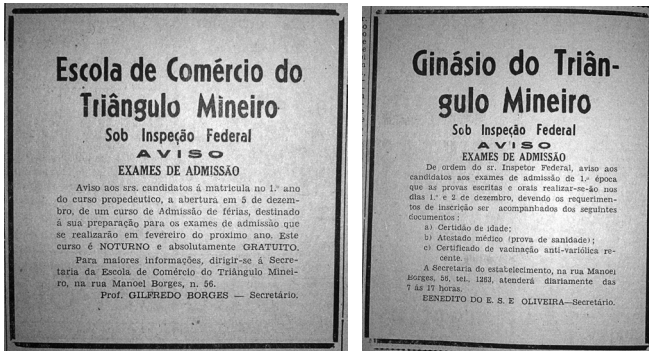 Escola de Comércio do
Triângulo Mineiro
Sob Inspeção Federal
AVISO
EXAMES DE ADMISSÃO
Aviso aos srs. candidatos á matricula no 1.º ano
do curso propedeutico, a abertura em 5 de dezem-
bro, de um curso de Admissão de férias, destinado
á sua preparação para os exames de admissão que
se realizarão em fevereiro do proximo ano. Este
curso é NOTURNO e absolutamente GRATUITO.
Para maiores informações, dirigir-se á Secre-
taria da Escola de Comércio do Triângulo Minei-
ro, na rua Manoel Borges, n. 56.
Prof. GILFREDO BORGES — Secretário.
Ginásio do Triân-
gulo Mineiro
Sob Inspeção Federal
AVISO
EXAMES DE ADMISSÃO
De ordem do sr. Inspetor Federal, aviso aos
candidatos aos exames de admissão de 1.ª época
que as provas escritas e orais realizar-se-ão nos
dias 1.º e 2 de dezembro, devendo os requerimen-
tos de inscrição ser acompanhados dos seguintes
documentos:
a) Certidão de idade;
b) Atestado médico (prova de sanidade);
c) Certificado de vacinação anti-variólica re-
cente.
A Secretaria do estabelecimento, na rua Manoel
Borges, 56, tel., 1263, atenderá diariamente das
7 ás 17 horas.
BENEDITO DO E. S. E OLIVEIRA—Secretário.